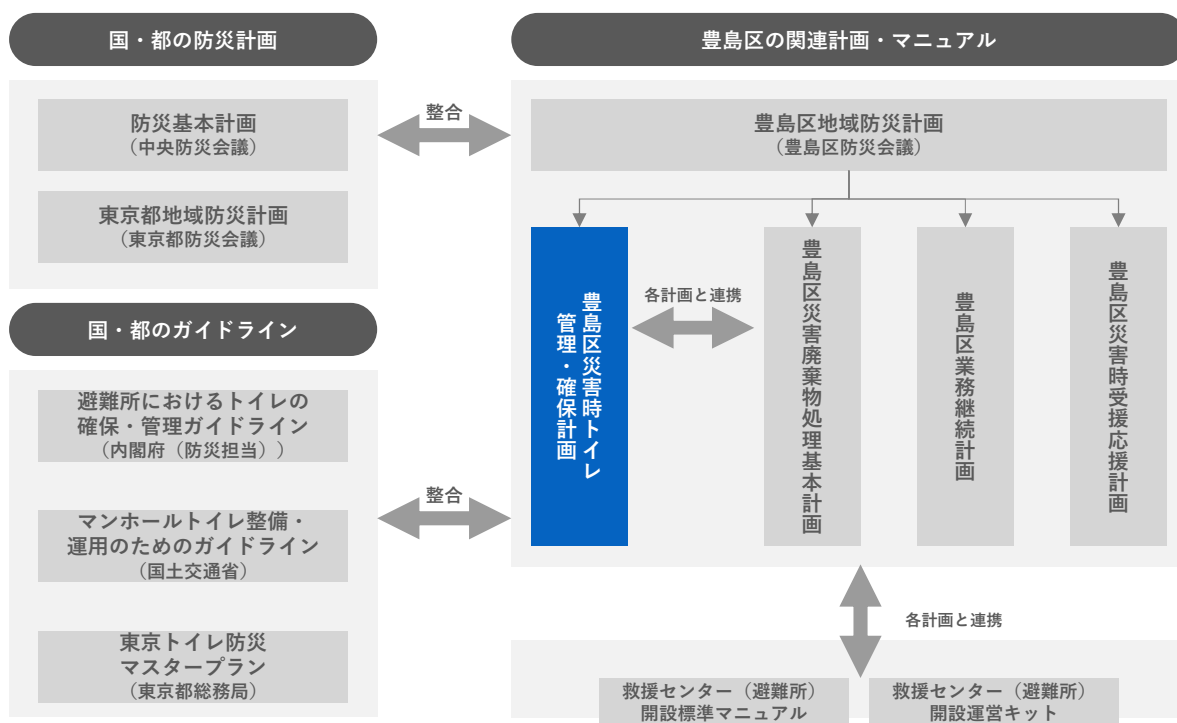 国・都の防災計画
防災基本計画
（中央防災会議）
東京都地域防災計画
（東京都防災会議）
国・都のガイドライン
避難所におけるトイレの
確保・管理ガイドライン
（内閣府（防災担当））
マンホールトイレ整備・
運用のためのガイドライン
（国土交通省）
東京トイレ防災
マスタープラン
（東京都総務局）
整合
整合
豊島区の関連計画・マニュアル
豊島区地域防災計画
（豊島区防災会議）
豊島区災害時トイレ
管理・確保計画
各計画と連携
豊島区災害廃棄物処理基本計画
豊島区業務継続計画
豊島区災害時受援応援計画
各計画と連携
救援センター（避難所）
開設標準マニュアル
救援センター（避難所）
開設運営キット